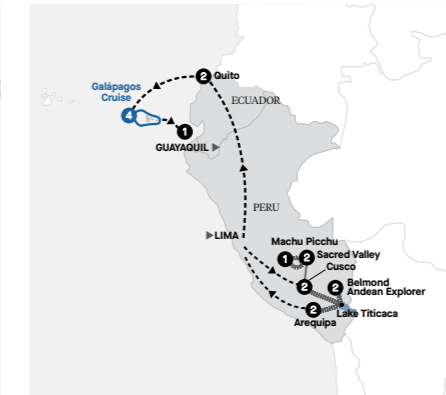 2 Quito
Galápagos
Cruise
4
ECUADOR
1
GUAYAQUIL
PERU
LIMA
Machu Picchu
1
2 Sacred Valley
Cusco
2
2 Belmond
Andean Explorer
2
Lake Titicaca
Arequipa